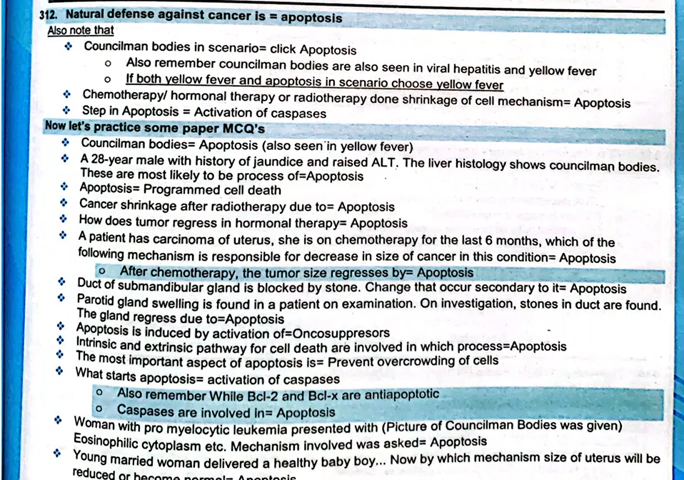 312. Natural defense against cancer is = apoptosis
Also note that
❖ Councilman bodies in scenario= click Apoptosis
o Also remember councilman bodies are also seen in viral hepatitis and yellow fever
o If both yellow fever and apoptosis in scenario choose yellow fever
❖ Chemotherapy/ hormonal therapy or radiotherapy done shrinkage of cell mechanism= Apoptosis
❖ Step in Apoptosis = Activation of caspases
Now let's practice some paper MCQ's
❖ Councilman bodies= Apoptosis (also seen in yellow fever)
❖ A 28-year male with history of jaundice and raised ALT. The liver histology shows councilman bodies.
These are most likely to be process of=Apoptosis
❖ Apoptosis= Programmed cell death
❖ Cancer shrinkage after radiotherapy due to= Apoptosis
❖ How does tumor regress in hormonal therapy= Apoptosis
❖ A patient has carcinoma of uterus, she is on chemotherapy for the last 6 months, which of the
following mechanism is responsible for decrease in size of cancer in this condition= Apoptosis
o After chemotherapy, the tumor size regresses by= Apoptosis
❖ Duct of submandibular gland is blocked by stone. Change that occur secondary to it= Apoptosis
❖ Parotid gland swelling is found in a patient on examination. On investigation, stones in duct are found.
The gland regress due to=Apoptosis
❖ Apoptosis is induced by activation of=Oncosuppresors
❖ Intrinsic and extrinsic pathway for cell death are involved in which process=Apoptosis
❖ The most important aspect of apoptosis is= Prevent overcrowding of cells
❖ What starts apoptosis= activation of caspases
o Also remember While Bcl-2 and Bcl-x are antiapoptotic
o Caspases are involved in= Apoptosis
❖ Woman with pro myelocytic leukemia presented with (Picture of Councilman Bodies was given)
Eosinophilic cytoplasm etc. Mechanism involved was asked= Apoptosis
❖ Young married woman delivered a healthy baby boy... Now by which mechanism size of uterus will be
reduced or become normal= Apoptosis